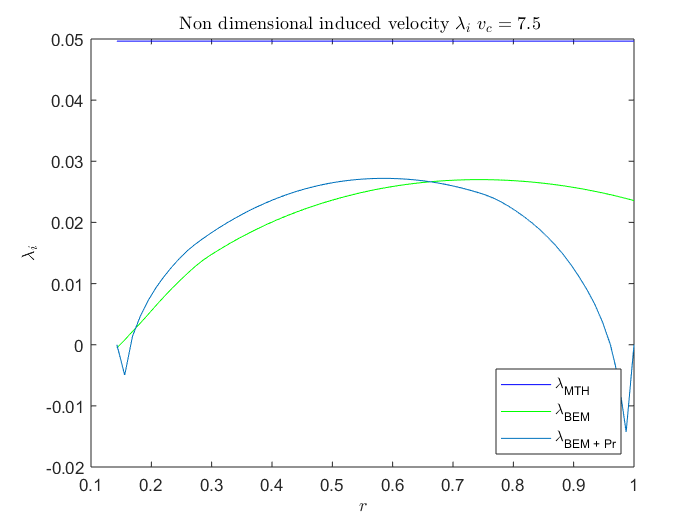 Non dimensional induced velocity λi vc = 7.5
0.05
0.04
0.03
0.02
0.01
0
-0.01
-0.02
λi
0.1 0.2 0.3 0.4 0.5 0.6 0.7 0.8 0.9 1
r
λMTH
λBEM
λBEM + Pr